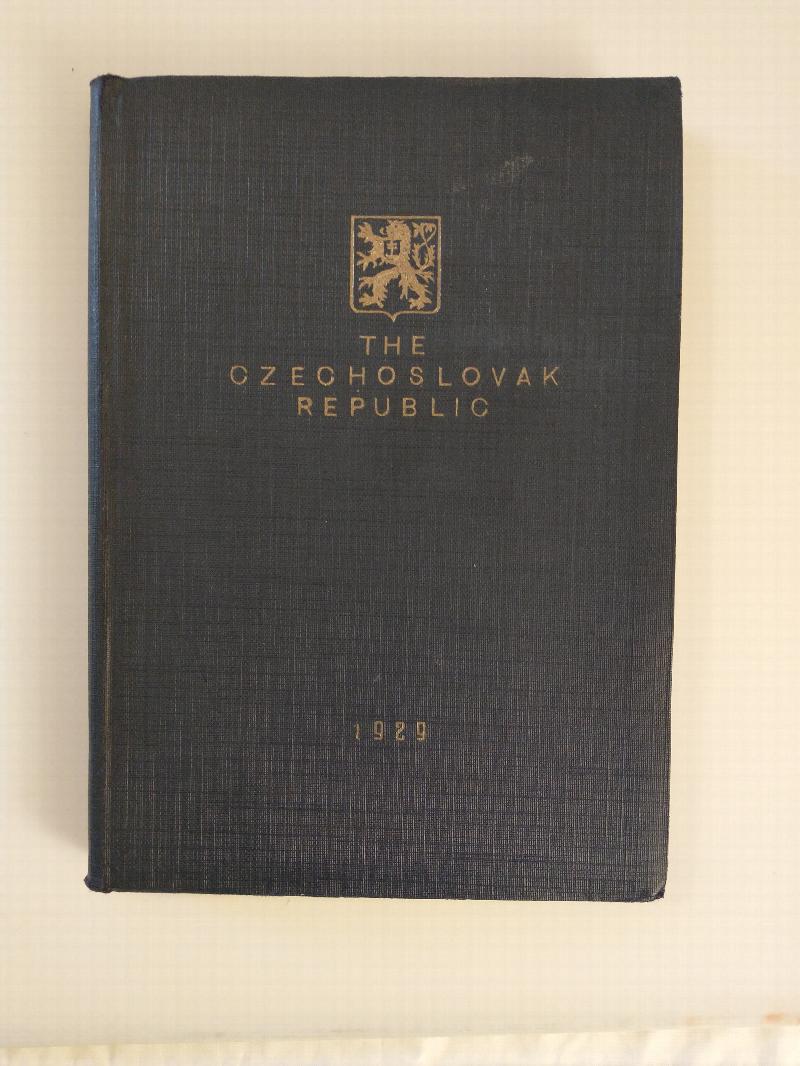 THE
CZECHOSLOVAK
REPUBLIC
1929